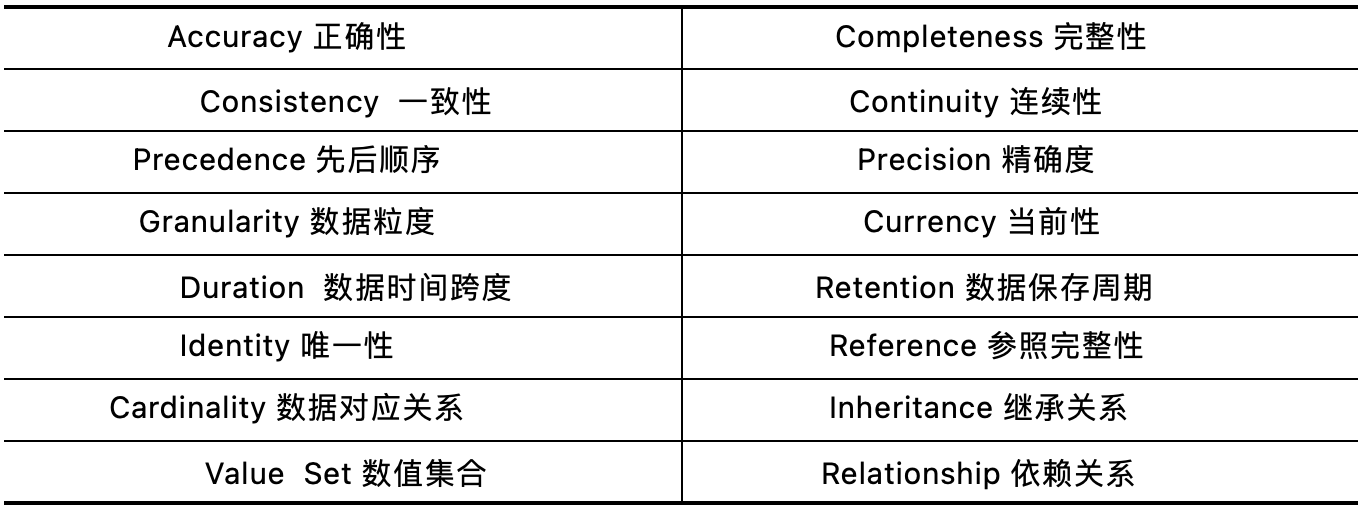 Accuracy 正确性 Completeness 完整性
Consistency 一致性 Continuity 连续性
Precedence 先后顺序 Precision 精确度
Granularity 数据粒度 Currency 当前性
Duration 数据时间跨度 Retention 数据保存周期
Identity 唯一性 Reference 参照完整性
Cardinality 数据对应关系 Inheritance 继承关系
Value Set 数值集合 Relationship 依赖关系